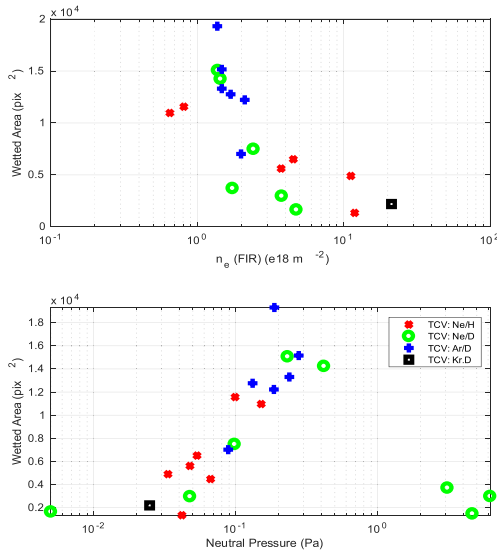 x 10^4
2
1.5
1
0.5
0
Wetted Area (pix^2)
10^-1 10^0 10^1 10^2
n_e (FIR) (e18 m^-2)
x 10^4
1.8
1.6
1.4
1.2
1
0.8
0.6
0.4
0.2
Wetted Area (pix^2)
TCV: Ne/H
TCV: Ne/D
TCV: Ar/D
TCV: Kr.D
10^-2 10^-1 10^0
Neutral Pressure (Pa)